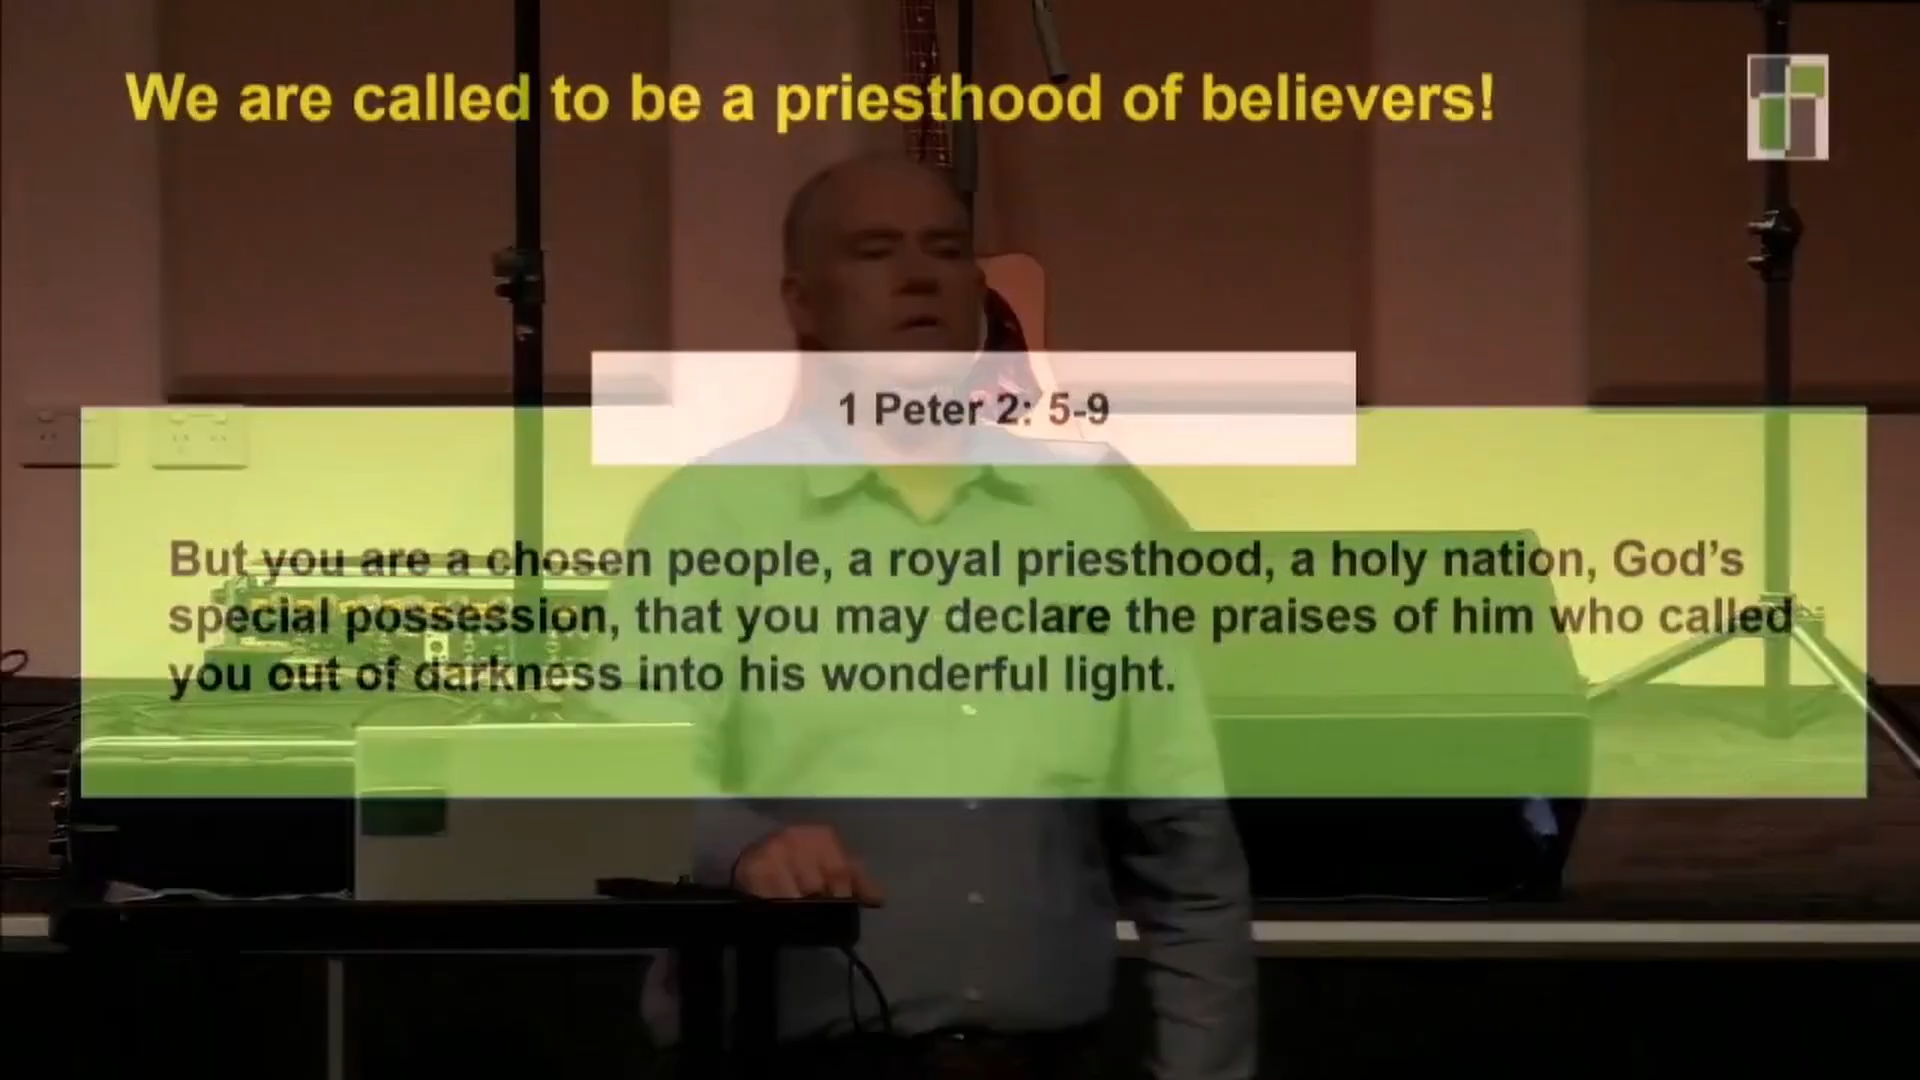 We are called to be a priesthood of believers!
1 Peter 2: 5-9
But you are a chosen people, a royal priesthood, a holy nation, God’s
special possession, that you may declare the praises of him who called
you out of darkness into his wonderful light.